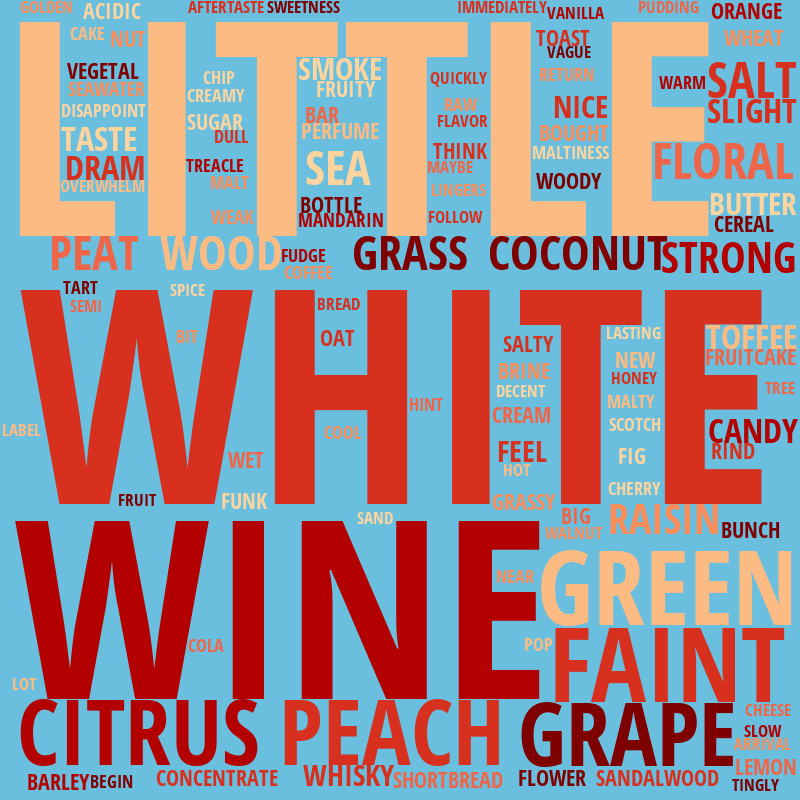 GOLDEN ACIDIC AFTERTASTE SWEETNESS IMMEDIATELY VANILLA PUDDING ORANGE
CAKE NUT TOAST WHEAT
LITTLE
VAGUE
VEGETAL CHIP SMOKE QUICKLY RETURN WARM SALT
SEAWATER CREAMY FRUITY
DISAPPOINT SUGAR BAR RAW NICE SLIGHT
TASTE DULL PERFUME FLAVOR BOUGHT
DRAM TREACLE SEA THINK MALTINESS FLORAL
OVERWHELM MALT MAYBE WOODY
WEAK BOTTLE LINGERS BUTTER
MANDARIN FOLLOW CEREAL
PEAT WOOD FUDGE GRASS COCONUT STRONG
COFFEE
TART SPICE
SEMI BREAD
WHITE
BIT OAT SALTY LASTING TOFFEE
BRINE NEW FRUITCAKE
DECENT HONEY TREE
HINT CREAM MALTY
LABEL COOL SCOTCH CANDY
WET FEEL FIG RIND
HOT
FRUIT FUNK GRASSY CHERRY
SAND BIG RAISIN BUNCH
WALNUT
WINE
NEAR GREEN
COLA POP FAINT
LOT
CITRUS PEACH GRAPE CHEESE
SLOW
ARRIVAL
BARLEY BEGIN CONCENTRATE WHISKY SHORTBREAD FLOWER SANDALWOOD LEMON
TINGLY